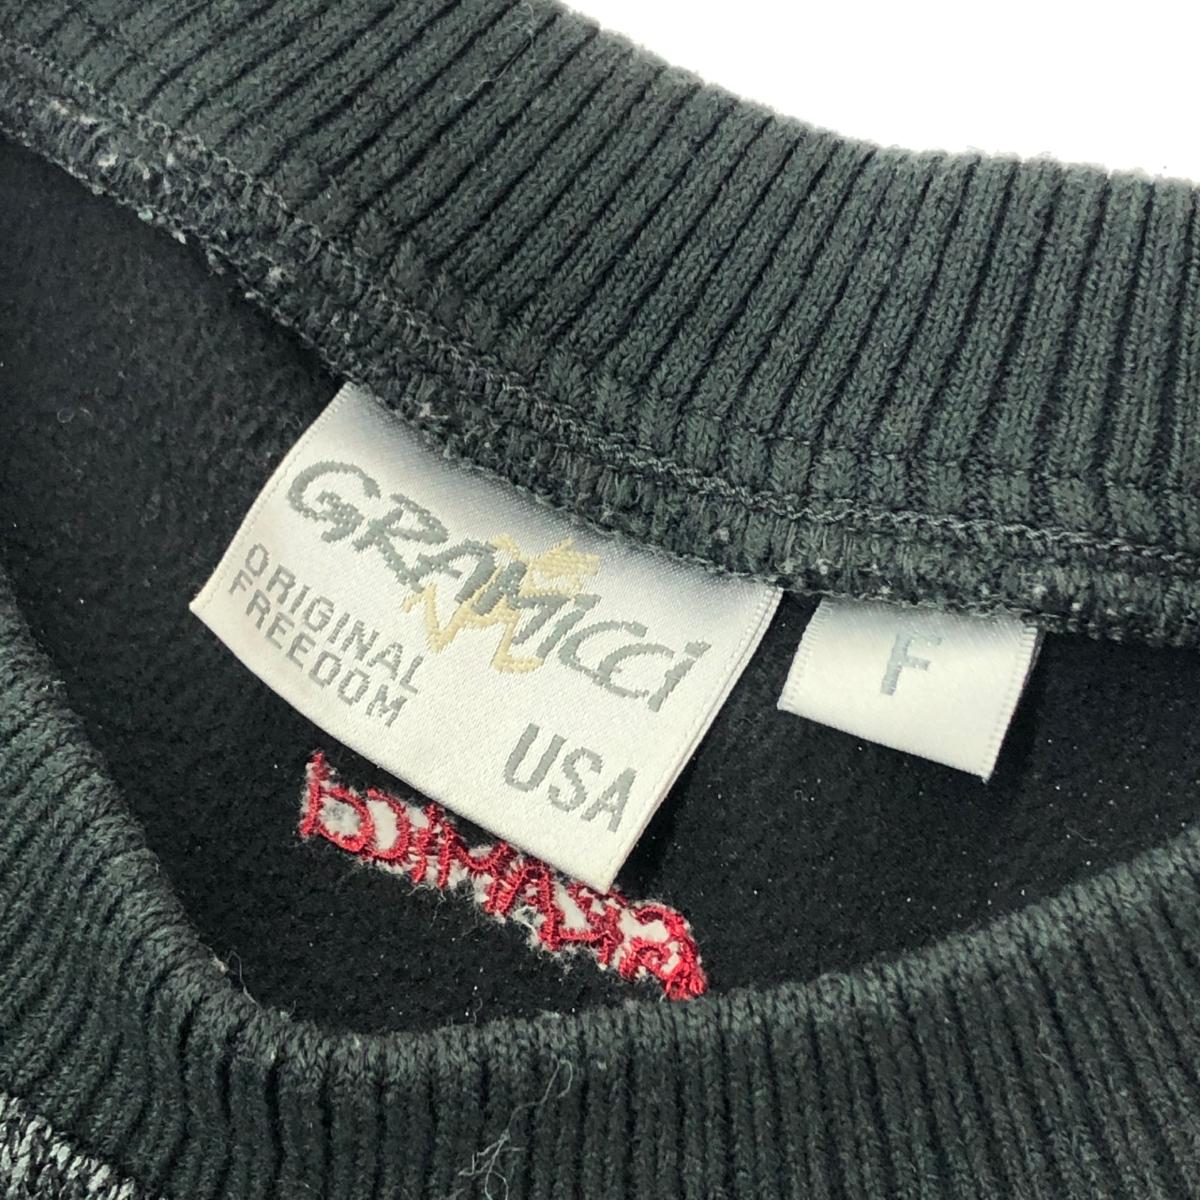 GRAMICCi
ORIGINAL
FREEDOM
USA
F